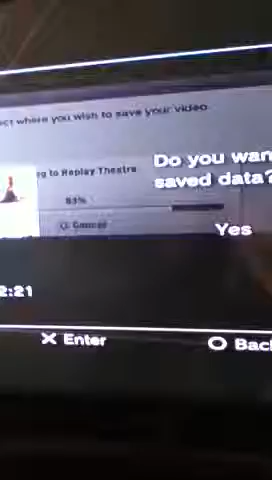 ct where you wish to save your video.
g to Replay Theatre
Do you wan
saved data?
83%
Cancel
Yes
2:21
X Enter
O Bac